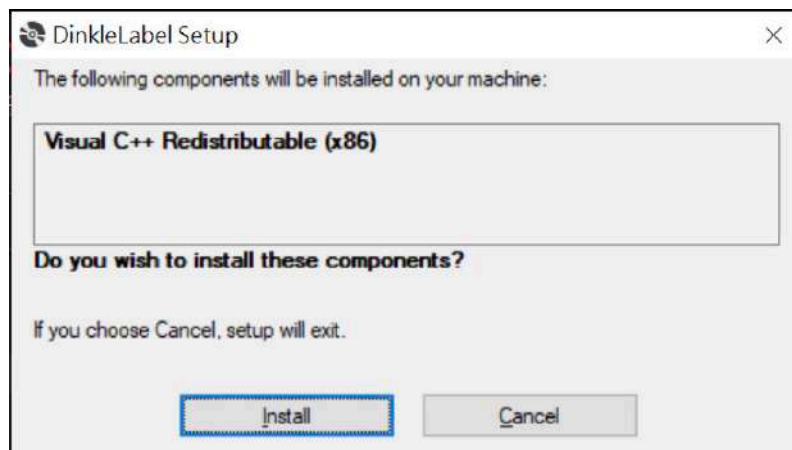 DinkleLabel Setup
The following components will be installed on your machine:
Visual C++ Redistributable (x86)
Do you wish to install these components?
If you choose Cancel, setup will exit.
Install
Cancel